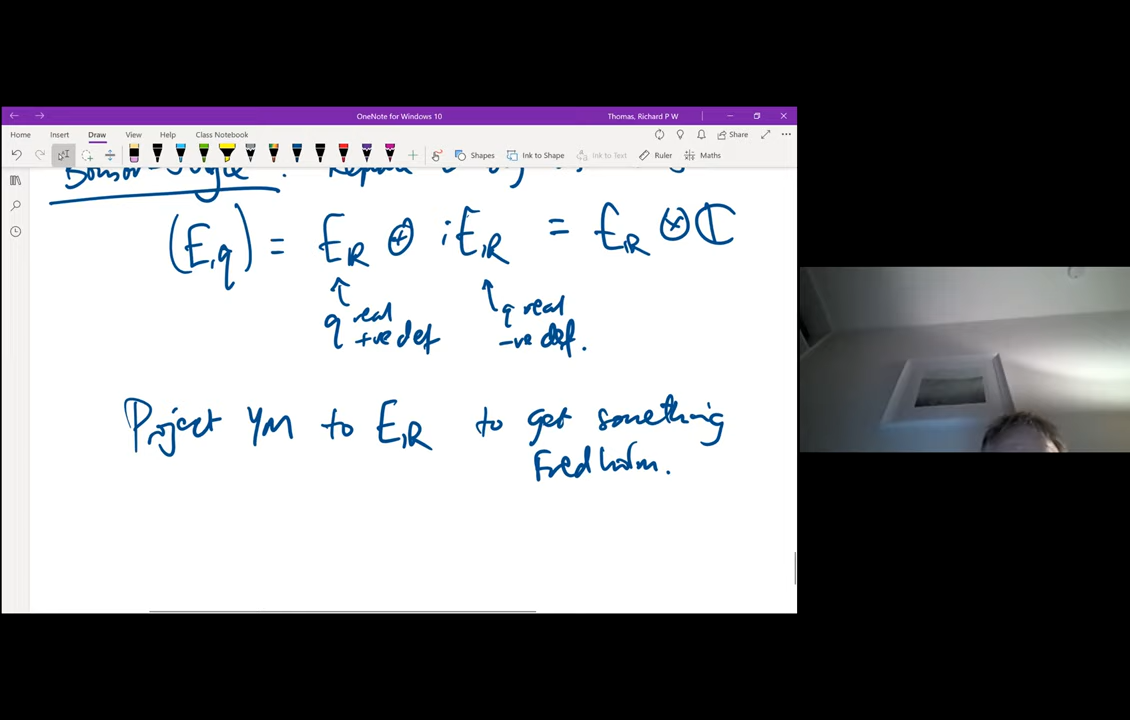 OneNote for Windows 10
Thomas, Richard P W
Home Insert Draw View Help Class Notebook
Share
Shapes Ink to Shape Ink to Text Ruler Maths
(E,q) = E_ℝ ⊕ iE_ℝ = E_ℝ ⊗ ℂ
q real +ve def
q real -ve def.
Project YM to E_ℝ to get something
Fredholm.